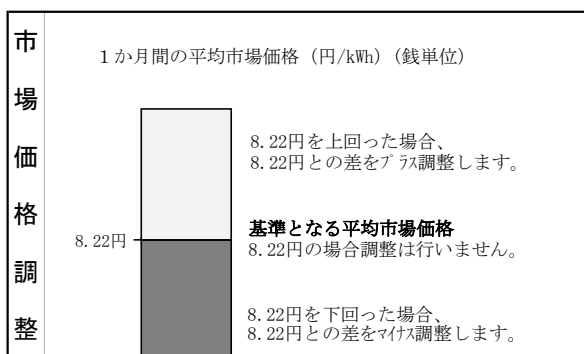 市場価格調整
1か月間の平均市場価格（円/kWh）（銭単位）
8.22円を上回った場合、
8.22円との差をﾌﾟﾗｽ調整します。
8.22円
基準となる平均市場価格
8.22円の場合調整は行いません。
8.22円を下回った場合、
8.22円との差をﾏｲﾅｽ調整します。